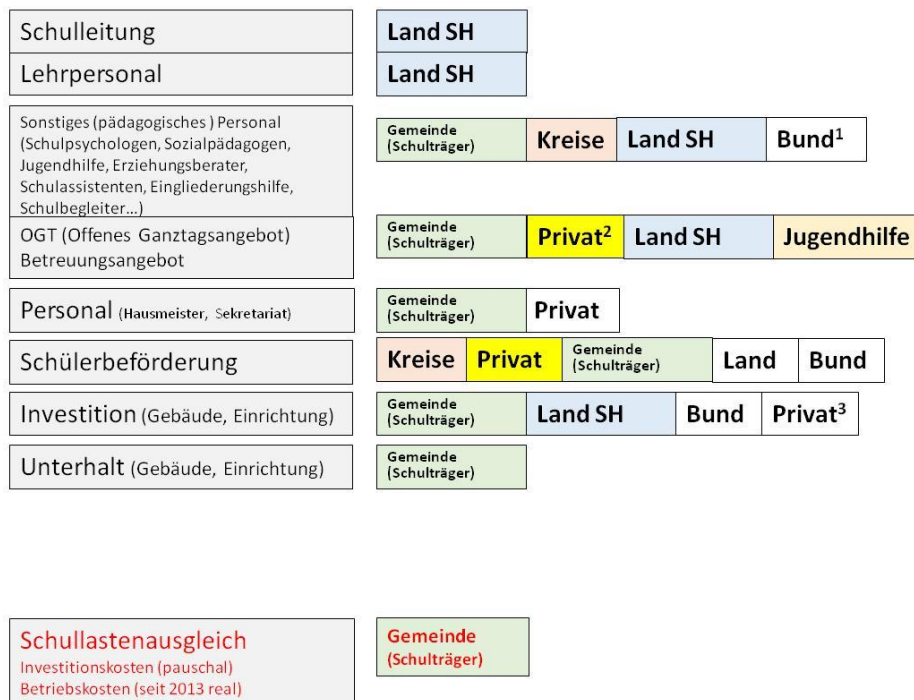 Schulleitung
Land SH
Lehrpersonal
Land SH
Sonstiges (pädagogisches) Personal
(Schulpsychologen, Sozialpädagogen,
Jugendhilfe, Erziehungsberater,
Schulassistenten, Eingliederungshilfe,
Schulbegleiter...)
Gemeinde
(Schulträger)
Kreise
Land SH
Bund¹
OGT (Offenes Ganztagsangebot)
Betreuungsangebot
Gemeinde
(Schulträger)
Privat²
Land SH
Jugendhilfe
Personal (Hausmeister, Sekretariat)
Gemeinde
(Schulträger)
Privat
Schülerbeförderung
Kreise
Privat
Gemeinde
(Schulträger)
Land
Bund
Investition (Gebäude, Einrichtung)
Gemeinde
(Schulträger)
Land SH
Bund
Privat³
Unterhalt (Gebäude, Einrichtung)
Gemeinde
(Schulträger)
Schullastenausgleich
Investitionskosten (pauschal)
Betriebskosten (seit 2013 real)
Gemeinde
(Schulträger)